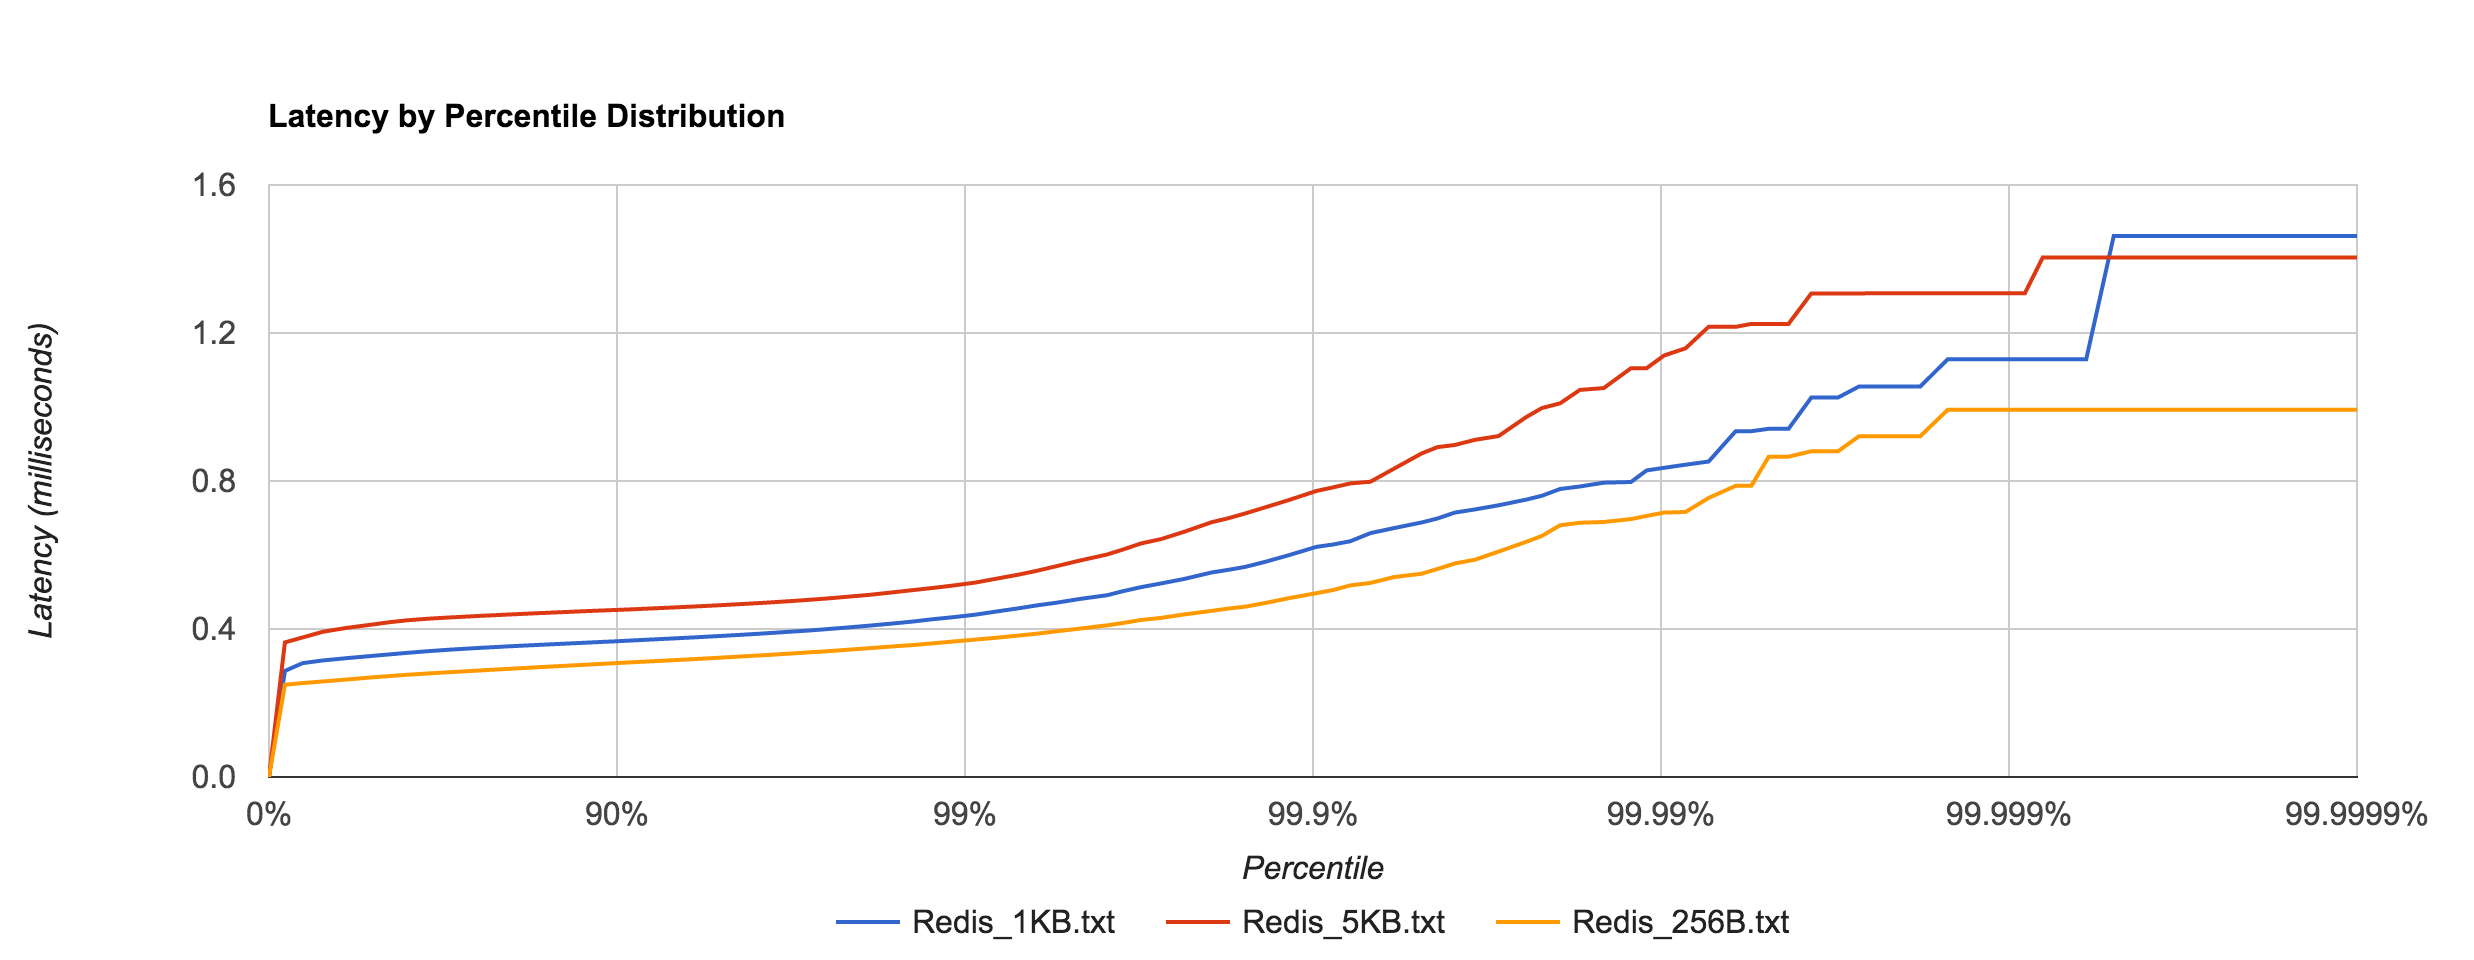 Latency by Percentile Distribution
Latency (milliseconds)
1.6
1.2
0.8
0.4
0.0
0% 90% 99% 99.9% 99.99% 99.999% 99.9999%
Percentile
Redis_1KB.txt Redis_5KB.txt Redis_256B.txt